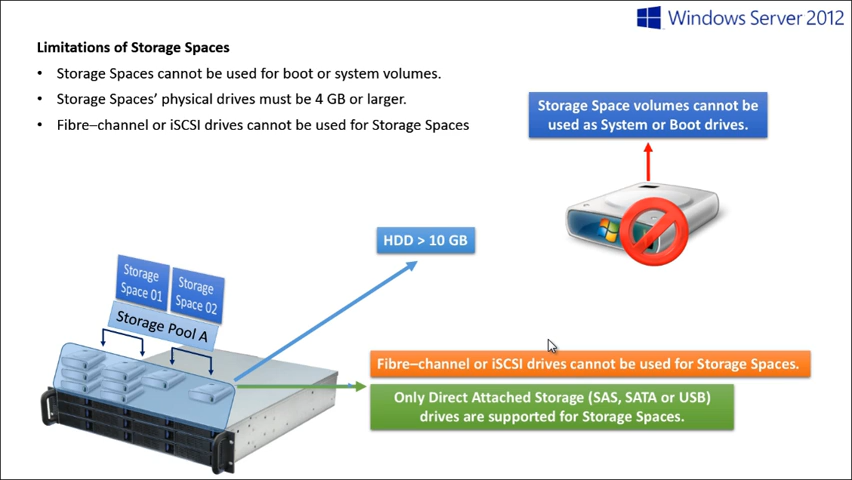 Windows Server 2012
Limitations of Storage Spaces
• Storage Spaces cannot be used for boot or system volumes.
• Storage Spaces’ physical drives must be 4 GB or larger.
• Fibre–channel or iSCSI drives cannot be used for Storage Spaces
Storage Space volumes cannot be
used as System or Boot drives.
HDD > 10 GB
Storage
Space 01
Storage
Space 02
Storage Pool A
Fibre–channel or iSCSI drives cannot be used for Storage Spaces.
Only Direct Attached Storage (SAS, SATA or USB)
drives are supported for Storage Spaces.